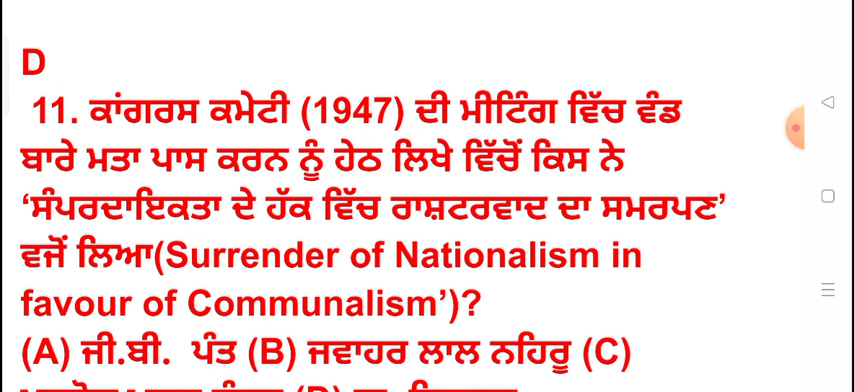 D
11. ਕਾਂਗਰਸ ਕਮੇਟੀ (1947) ਦੀ ਮੀਟਿੰਗ ਵਿੱਚ ਵੰਡ
ਬਾਰੇ ਮਤਾ ਪਾਸ ਕਰਨ ਨੂੰ ਹੇਠ ਲਿਖੇ ਵਿੱਚੋਂ ਕਿਸ ਨੇ
‘ਸੰਪਰਦਾਇਕਤਾ ਦੇ ਹੱਕ ਵਿੱਚ ਰਾਸ਼ਟਰਵਾਦ ਦਾ ਸਮਰਪਣ’
ਵਜੋਂ ਲਿਆ(Surrender of Nationalism in
favour of Communalism’)?
(A) ਜੀ.ਬੀ. ਪੰਤ (B) ਜਵਾਹਰ ਲਾਲ ਨਹਿਰੂ (C)